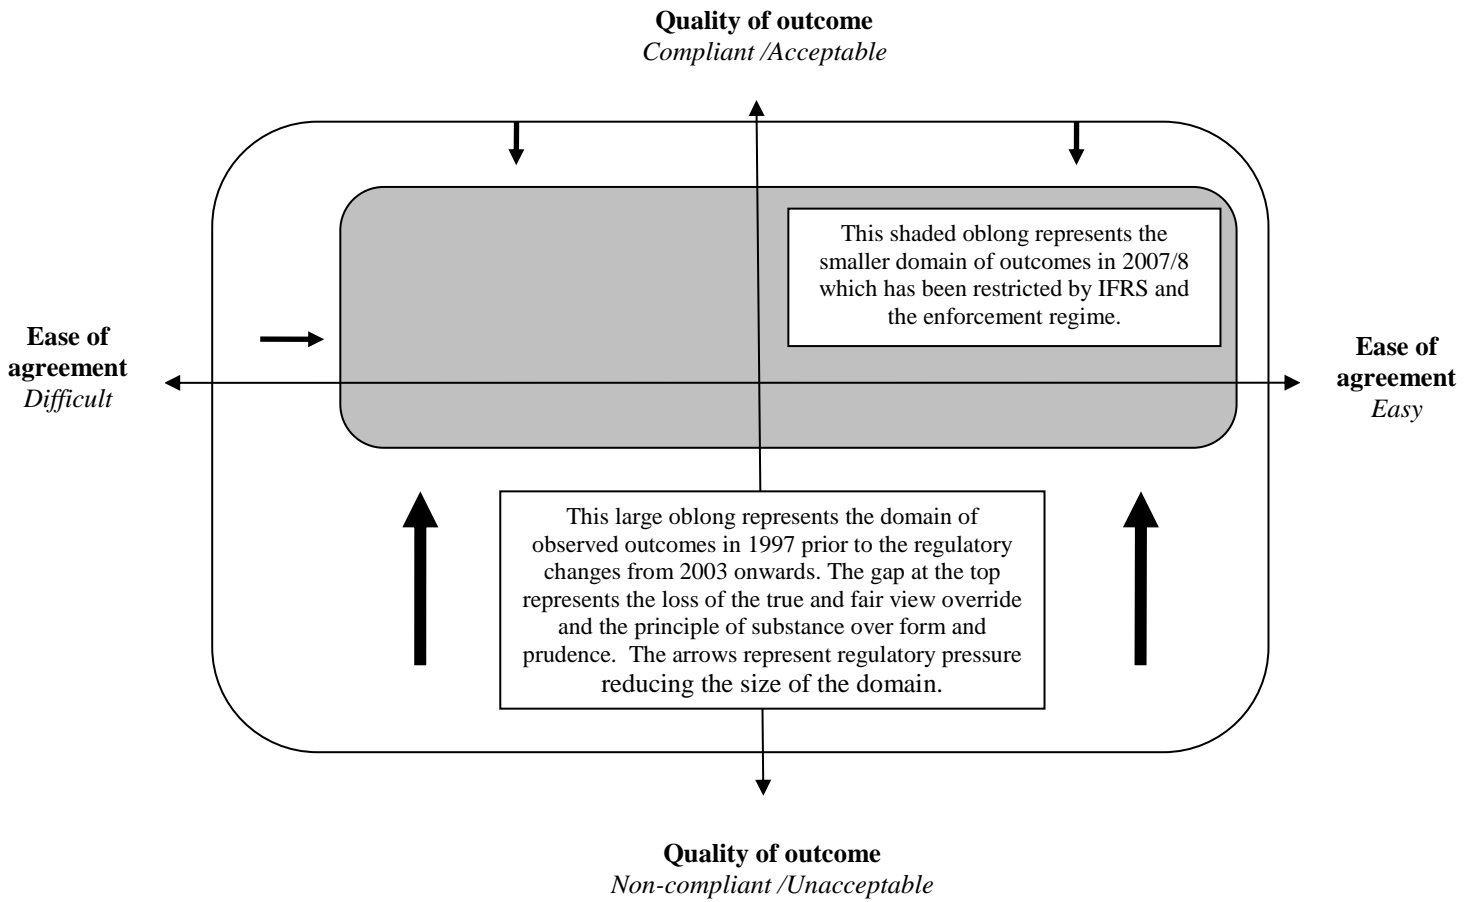 Quality of outcome
Compliant /Acceptable
This shaded oblong represents the
smaller domain of outcomes in 2007/8
which has been restricted by IFRS and
the enforcement regime.
Ease of
agreement
Difficult
Ease of
agreement
Easy
This large oblong represents the domain of
observed outcomes in 1997 prior to the regulatory
changes from 2003 onwards. The gap at the top
represents the loss of the true and fair view override
and the principle of substance over form and
prudence. The arrows represent regulatory pressure
reducing the size of the domain.
Quality of outcome
Non-compliant /Unacceptable